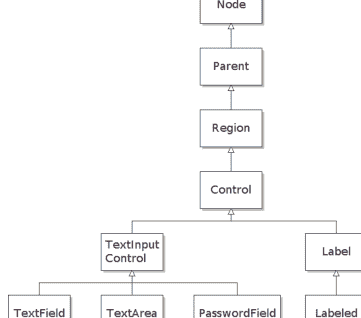 Node
Parent
Region
Control
TextInput
Control
Label
TextField
TextArea
PasswordField
Labeled